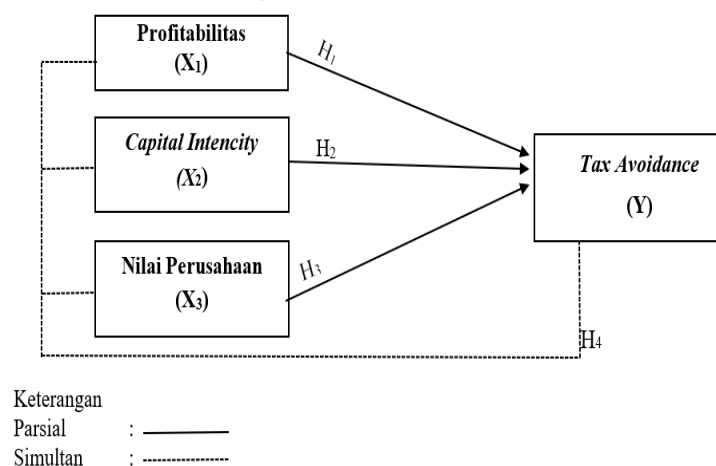 Profitabilitas
(X₁)
H₁
Capital Intencity
(X₂)
H₂
Tax Avoidance
(Y)
Nilai Perusahaan
(X₃)
H₃
H₄
Keterangan
Parsial :
Simultan :